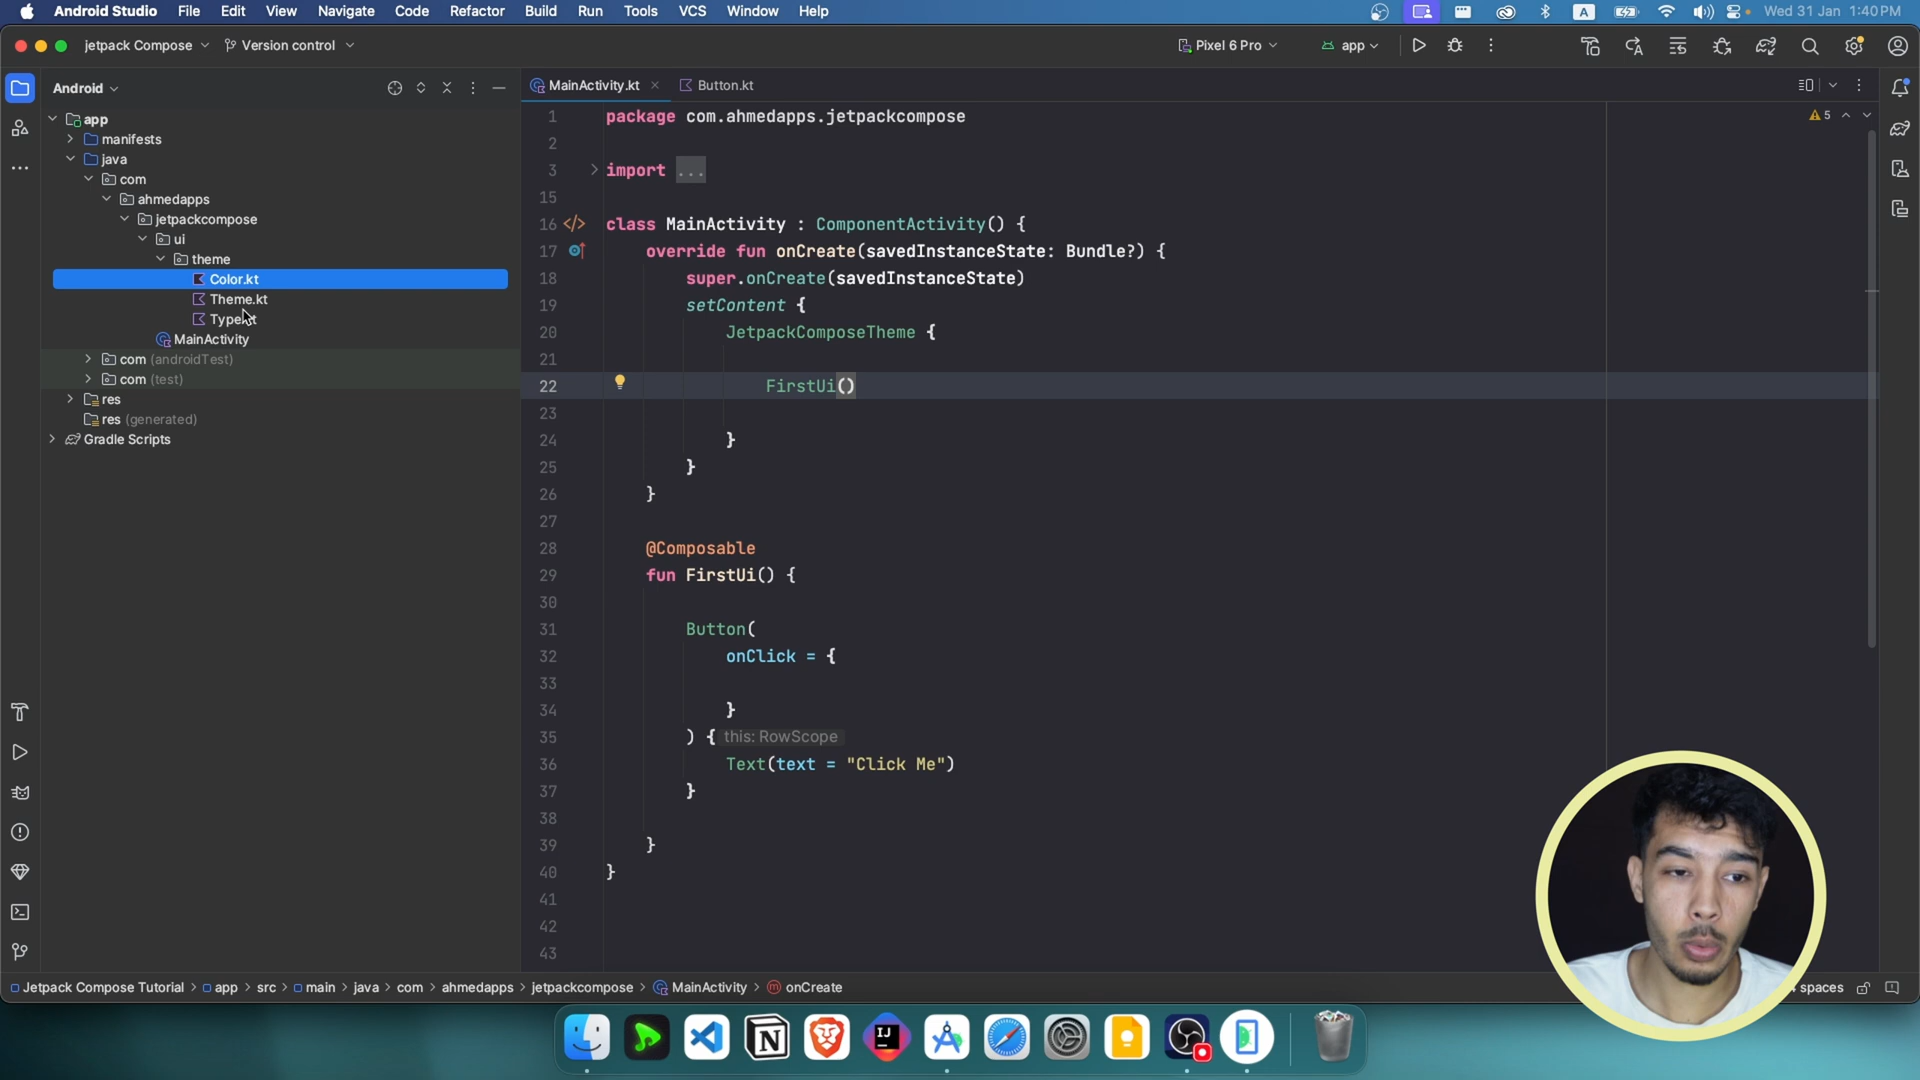 Android Studio File Edit View Navigate Code Refactor Build Run Tools VCS Window Help
A
Wed 31 Jan 1:40 PM
jetpack Compose
Version control
Pixel 6 Pro
app
Android
MainActivity.kt
Button.kt
app
manifests
java
com
ahmedapps
jetpackcompose
ui
theme
Color.kt
Theme.kt
MainActivity
com (androidTest)
com (test)
res
res (generated)
Gradle Scripts
5
1 package com.ahmedapps.jetpackcompose
2
3 import ...
15
16 class MainActivity : ComponentActivity() {
17 override fun onCreate(savedInstanceState: Bundle?) {
18 super.onCreate(savedInstanceState)
19 setContent {
20 JetpackComposeTheme {
21
22 FirstUi()
23
24 }
25 }
26 }
27
28 @Composable
29 fun FirstUi() {
30
31 Button(
32 onClick = {
33
34 }
35 ) { this: RowScope
36 Text(text = "Click Me")
37 }
38
39 }
40 }
41
42
43
Jetpack Compose Tutorial > app > src > main > java > com > ahmedapps > jetpackcompose > MainActivity > onCreate
spaces
IJ